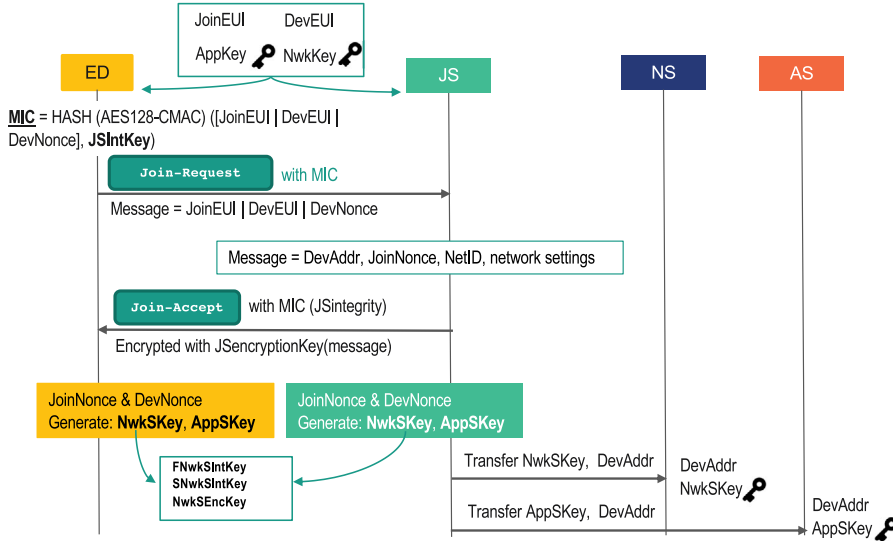 JoinEUI DevEUI
AppKey NwkKey
ED
JS
NS
AS
MIC = HASH (AES128-CMAC) ([JoinEUI | DevEUI |
DevNonce], JSIntKey)
Join-Request with MIC
Message = JoinEUI | DevEUI | DevNonce
Message = DevAddr, JoinNonce, NetID, network settings
Join-Accept with MIC (JSintegrity)
Encrypted with JSencryptionKey(message)
JoinNonce & DevNonce
Generate: NwkSKey, AppSKey
JoinNonce & DevNonce
Generate: NwkSKey, AppSKey
FNwkSIntKey
SNwkSIntKey
NwkSEncKey
Transfer NwkSKey, DevAddr
DevAddr
NwkSKey
Transfer AppSKey, DevAddr
DevAddr
AppSKey